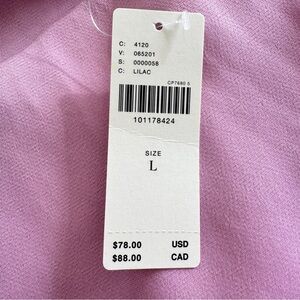 C: 4120
V: 065201
S: 0000058
C: LILAC
CP7680 5
101178424
SIZE
L
$78.00 USD
$88.00 CAD